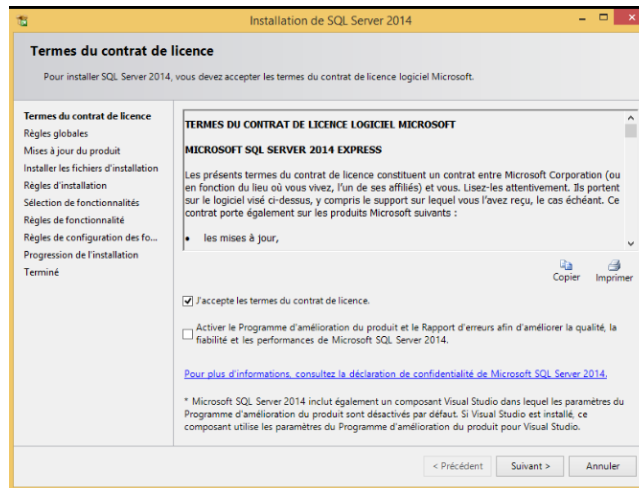 Installation de SQL Server 2014
Termes du contrat de licence
Pour installer SQL Server 2014, vous devez accepter les termes du contrat de licence logiciel Microsoft.
Termes du contrat de licence
Règles globales
Mises à jour du produit
Installer les fichiers d'installation
Règles d'installation
Sélection de fonctionnalités
Règles de fonctionnalité
Règles de configuration des fo...
Progression de l'installation
Terminé
TERMES DU CONTRAT DE LICENCE LOGICIEL MICROSOFT
MICROSOFT SQL SERVER 2014 EXPRESS
Les présents termes du contrat de licence constituent un contrat entre Microsoft Corporation (ou
en fonction du lieu où vous vivez, l'un de ses affiliés) et vous. Lisez-les attentivement. Ils portent
sur le logiciel visé ci-dessus, y compris le support sur lequel vous l'avez reçu, le cas échéant. Ce
contrat porte également sur les produits Microsoft suivants :
• les mises à jour,
Copier Imprimer
J'accepte les termes du contrat de licence.
Activer le Programme d'amélioration du produit et le Rapport d'erreurs afin d'améliorer la qualité, la
fiabilité et les performances de Microsoft SQL Server 2014.
Pour plus d'informations, consultez la déclaration de confidentialité de Microsoft SQL Server 2014.
* Microsoft SQL Server 2014 inclut également un composant Visual Studio dans lequel les paramètres du
Programme d'amélioration du produit sont désactivés par défaut. Si Visual Studio est installé, ce
composant utilise les paramètres du Programme d'amélioration du produit pour Visual Studio.
< Précédent Suivant > Annuler